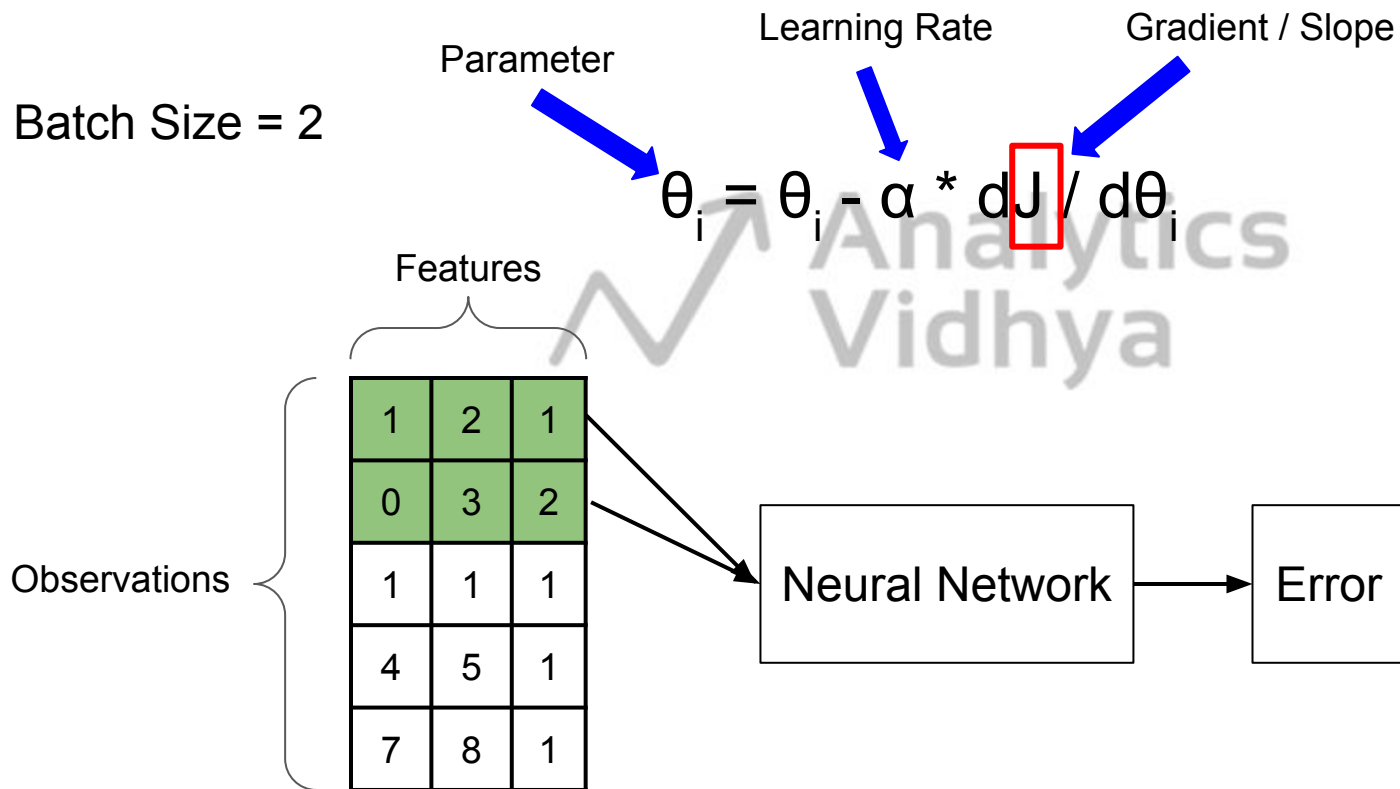 Learning Rate
Gradient / Slope
Parameter
Batch Size = 2
θi = θi - α * dJ / dθi
Analytics
Vidhya
Features
1 2 1
0 3 2
Observations
1 1 1
4 5 1
7 8 1
Neural Network
Error